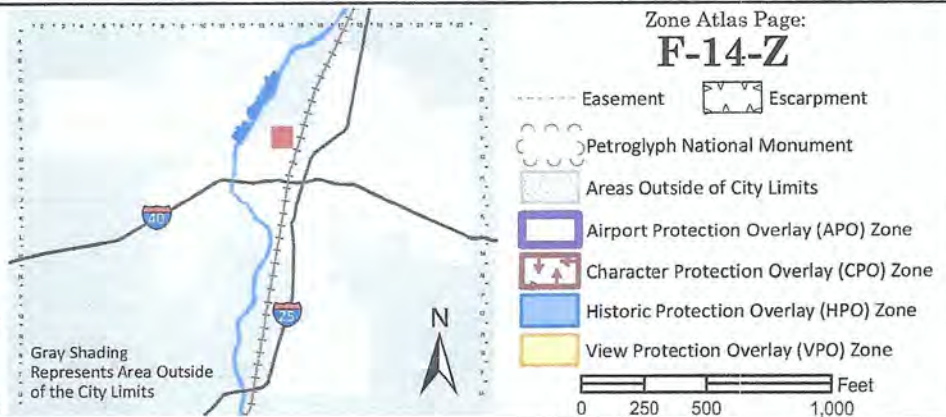 Zone Atlas Page:
F-14-Z
Easement
Escarpment
Petroglyph National Monument
Areas Outside of City Limits
Airport Protection Overlay (APO) Zone
Character Protection Overlay (CPO) Zone
Historic Protection Overlay (HPO) Zone
View Protection Overlay (VPO) Zone
Feet
0 250 500 1,000
40
25
N
Gray Shading
Represents Area Outside
of the City Limits